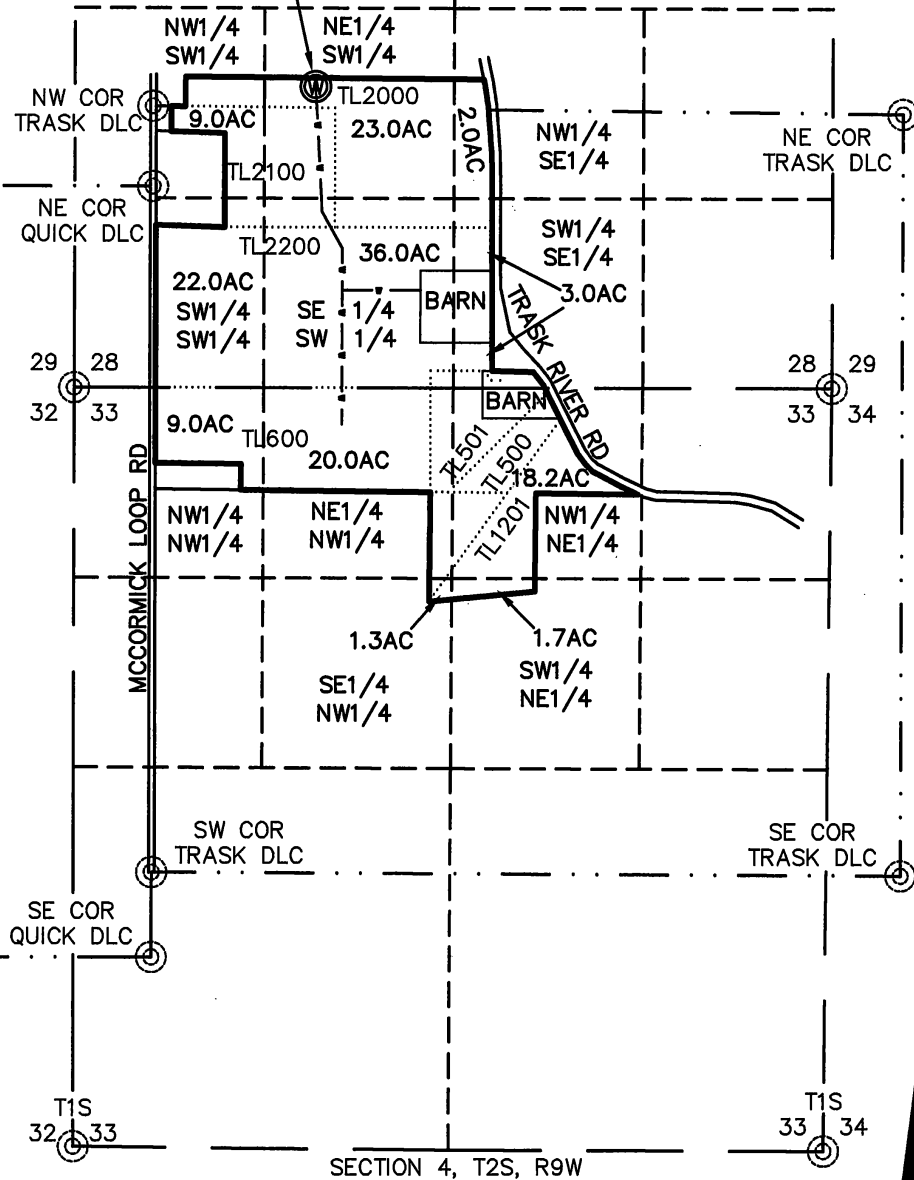 NW1/4
SW1/4
NE1/4
SW1/4
NW COR
TRASK DLC
W
TL2000
9.0AC
23.0AC
2.0AC
NW1/4
SE1/4
NE COR
TRASK DLC
TL2100
NE COR
QUICK DLC
TL2200
36.0AC
SW1/4
SE1/4
22.0AC
SW1/4
SW1/4
SE 1/4
SW 1/4
BARN
3.0AC
TRASK RIVER RD
29 28
32 33
28 29
33 34
BARN
9.0AC
TL600
20.0AC
TL501
TL500
18.2AC
TL1201
MCCORMICK LOOP RD
NW1/4
NW1/4
NE1/4
NW1/4
NW1/4
NE1/4
1.3AC
1.7AC
SE1/4
NW1/4
SW1/4
NE1/4
SW COR
TRASK DLC
SE COR
TRASK DLC
SE COR
QUICK DLC
T1S
32 33
T1S
33 34
SECTION 4, T2S, R9W